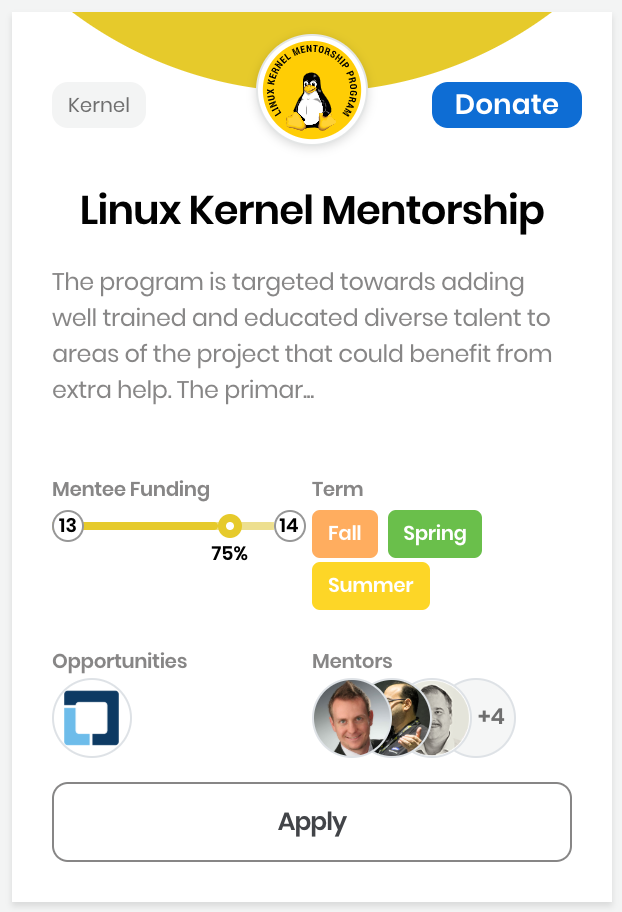 LINUX KERNEL MENTORSHIP PROGRAM
Kernel
Donate
Linux Kernel Mentorship
The program is targeted towards adding
well trained and educated diverse talent to
areas of the project that could benefit from
extra help. The primar...
Mentee Funding
Term
13
14
75%
Fall
Spring
Summer
Opportunities
Mentors
+4
Apply